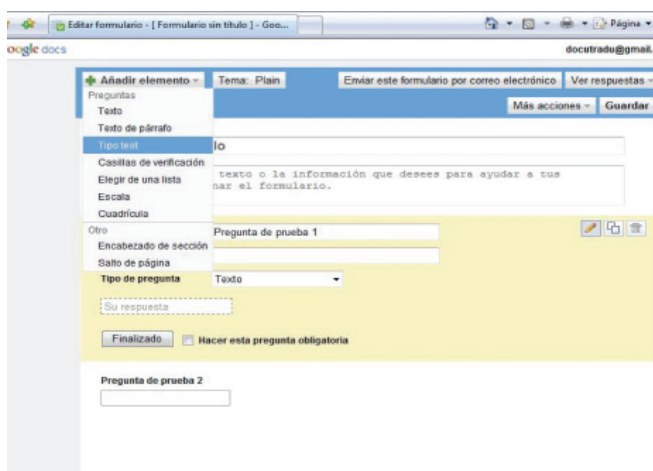 Editar formulario - [ Formulario sin título ] - Goo...
Página
oogle docs
docutradu@gmail.
Añadir elemento
Tema: Plain
Enviar este formulario por correo electrónico
Ver respuestas
Preguntas
Más acciones
Guardar
Texto
Texto de párrafo
Tipo test
lo
Casillas de verificación
texto o la información que desees para ayudar a tus
Elegir de una lista
nar el formulario.
Escala
Cuadrícula
Otro
Pregunta de prueba 1
Encabezado de sección
Salto de página
Tipo de pregunta
Texto
Su respuesta
Finalizado
Hacer esta pregunta obligatoria
Pregunta de prueba 2